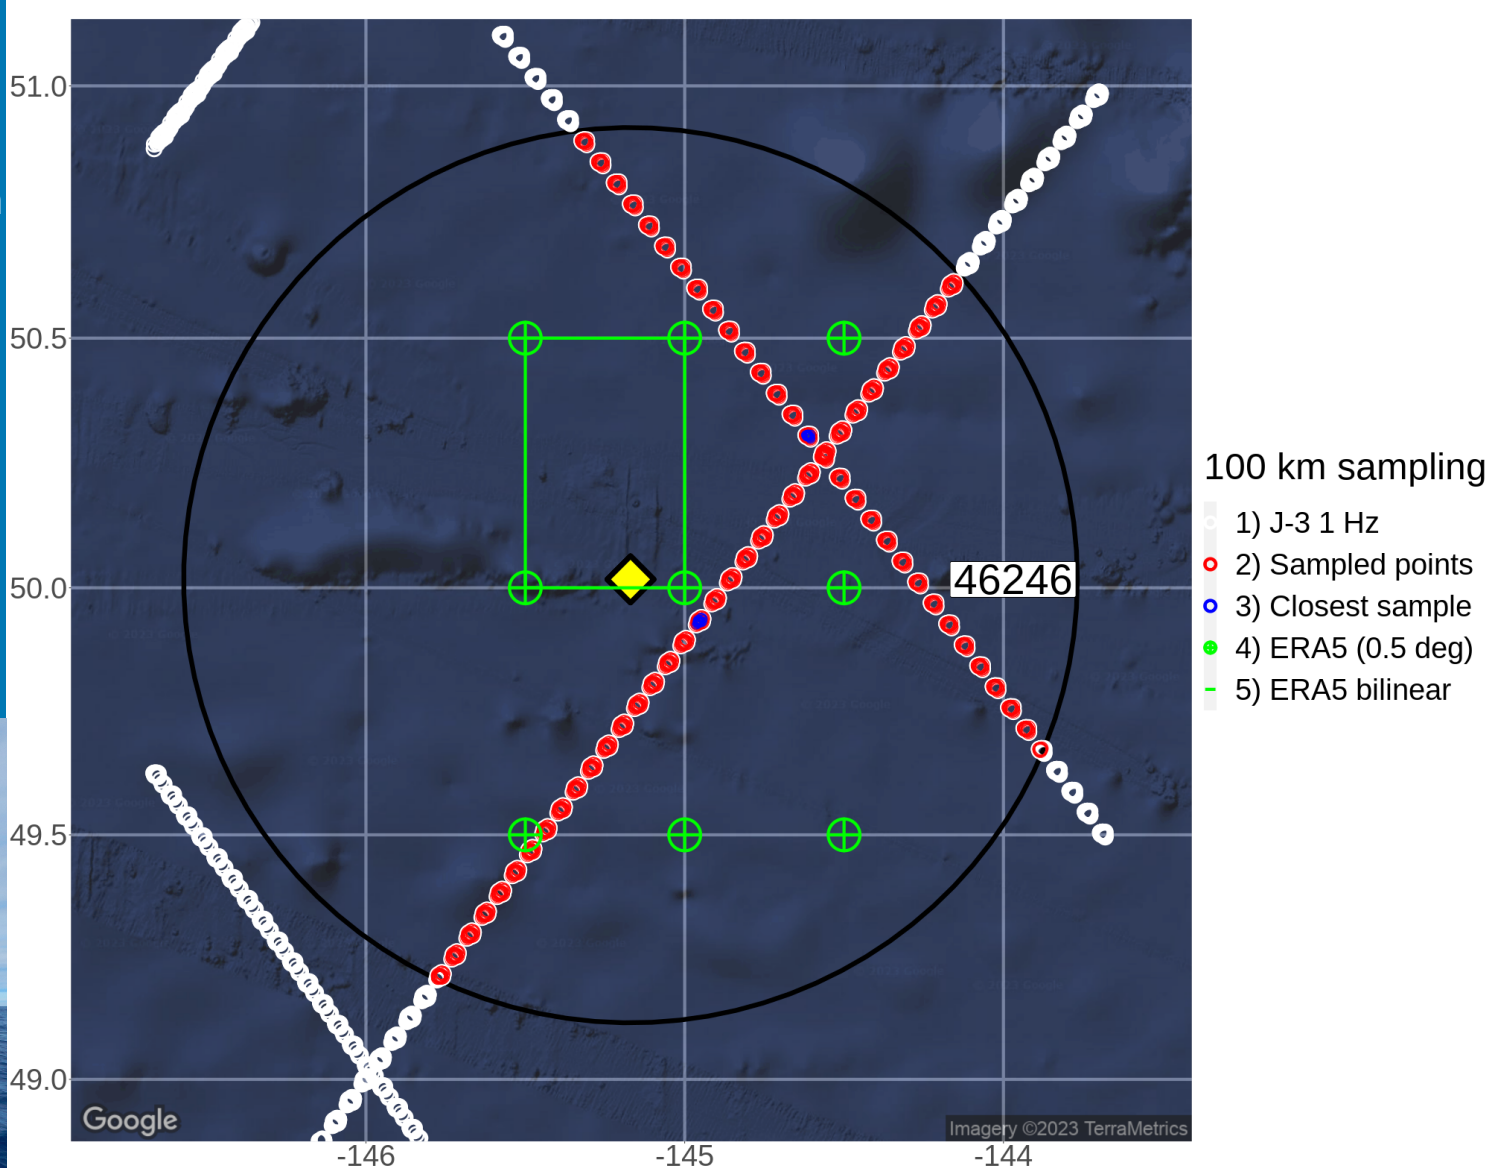 51.0
50.5
50.0
49.5
49.0
-146
-145
-144
46246
Google
Imagery ©2023 TerraMetrics
100 km sampling
1) J-3 1 Hz
2) Sampled points
3) Closest sample
4) ERA5 (0.5 deg)
5) ERA5 bilinear